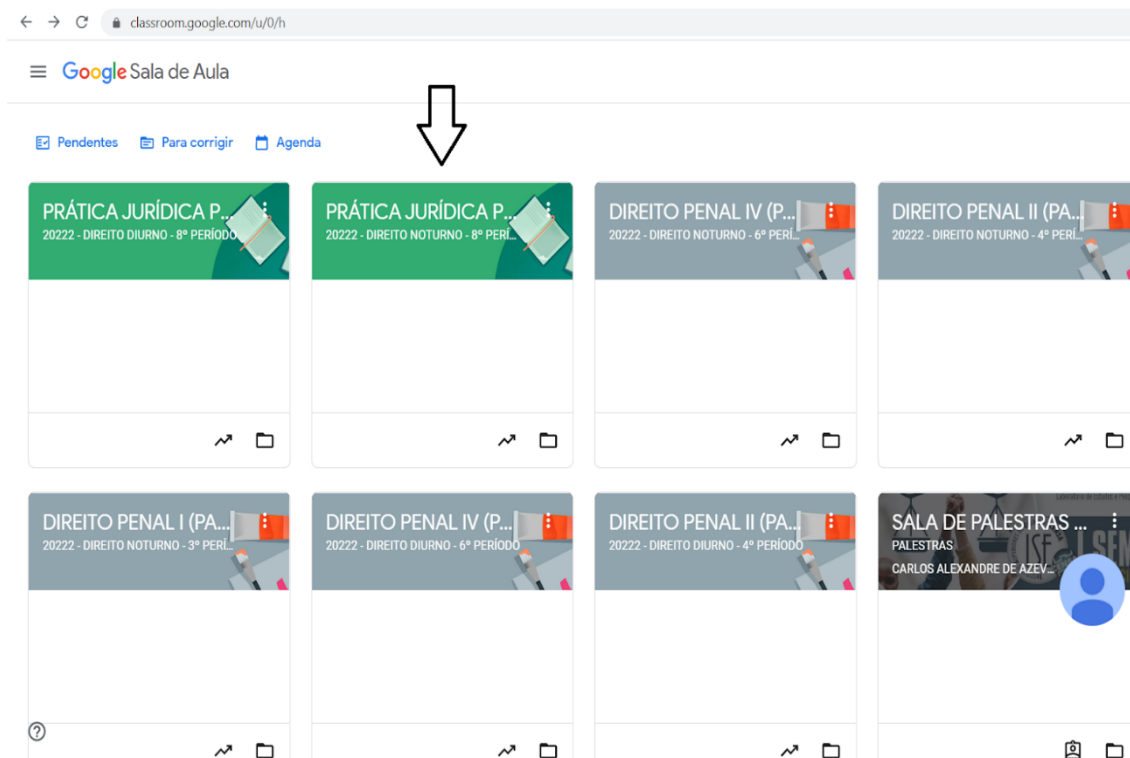 classroom.google.com/u/0/h
Google Sala de Aula
Pendentes Para corrigir Agenda
PRÁTICA JURÍDICA P...
20222 - DIREITO DIURNO - 8º PERÍODO
PRÁTICA JURÍDICA P...
20222 - DIREITO NOTURNO - 8º PERÍ...
DIREITO PENAL IV (P...
20222 - DIREITO NOTURNO - 6º PERÍ...
DIREITO PENAL II (PA...
20222 - DIREITO NOTURNO - 4º PERÍ...
DIREITO PENAL I (PA...
20222 - DIREITO NOTURNO - 3º PERÍ...
DIREITO PENAL IV (P...
20222 - DIREITO DIURNO - 6º PERÍODO
DIREITO PENAL II (PA...
20222 - DIREITO DIURNO - 4º PERÍODO
SALA DE PALESTRAS ...
PALESTRAS
CARLOS ALEXANDRE DE AZEV...
ISF I SEM